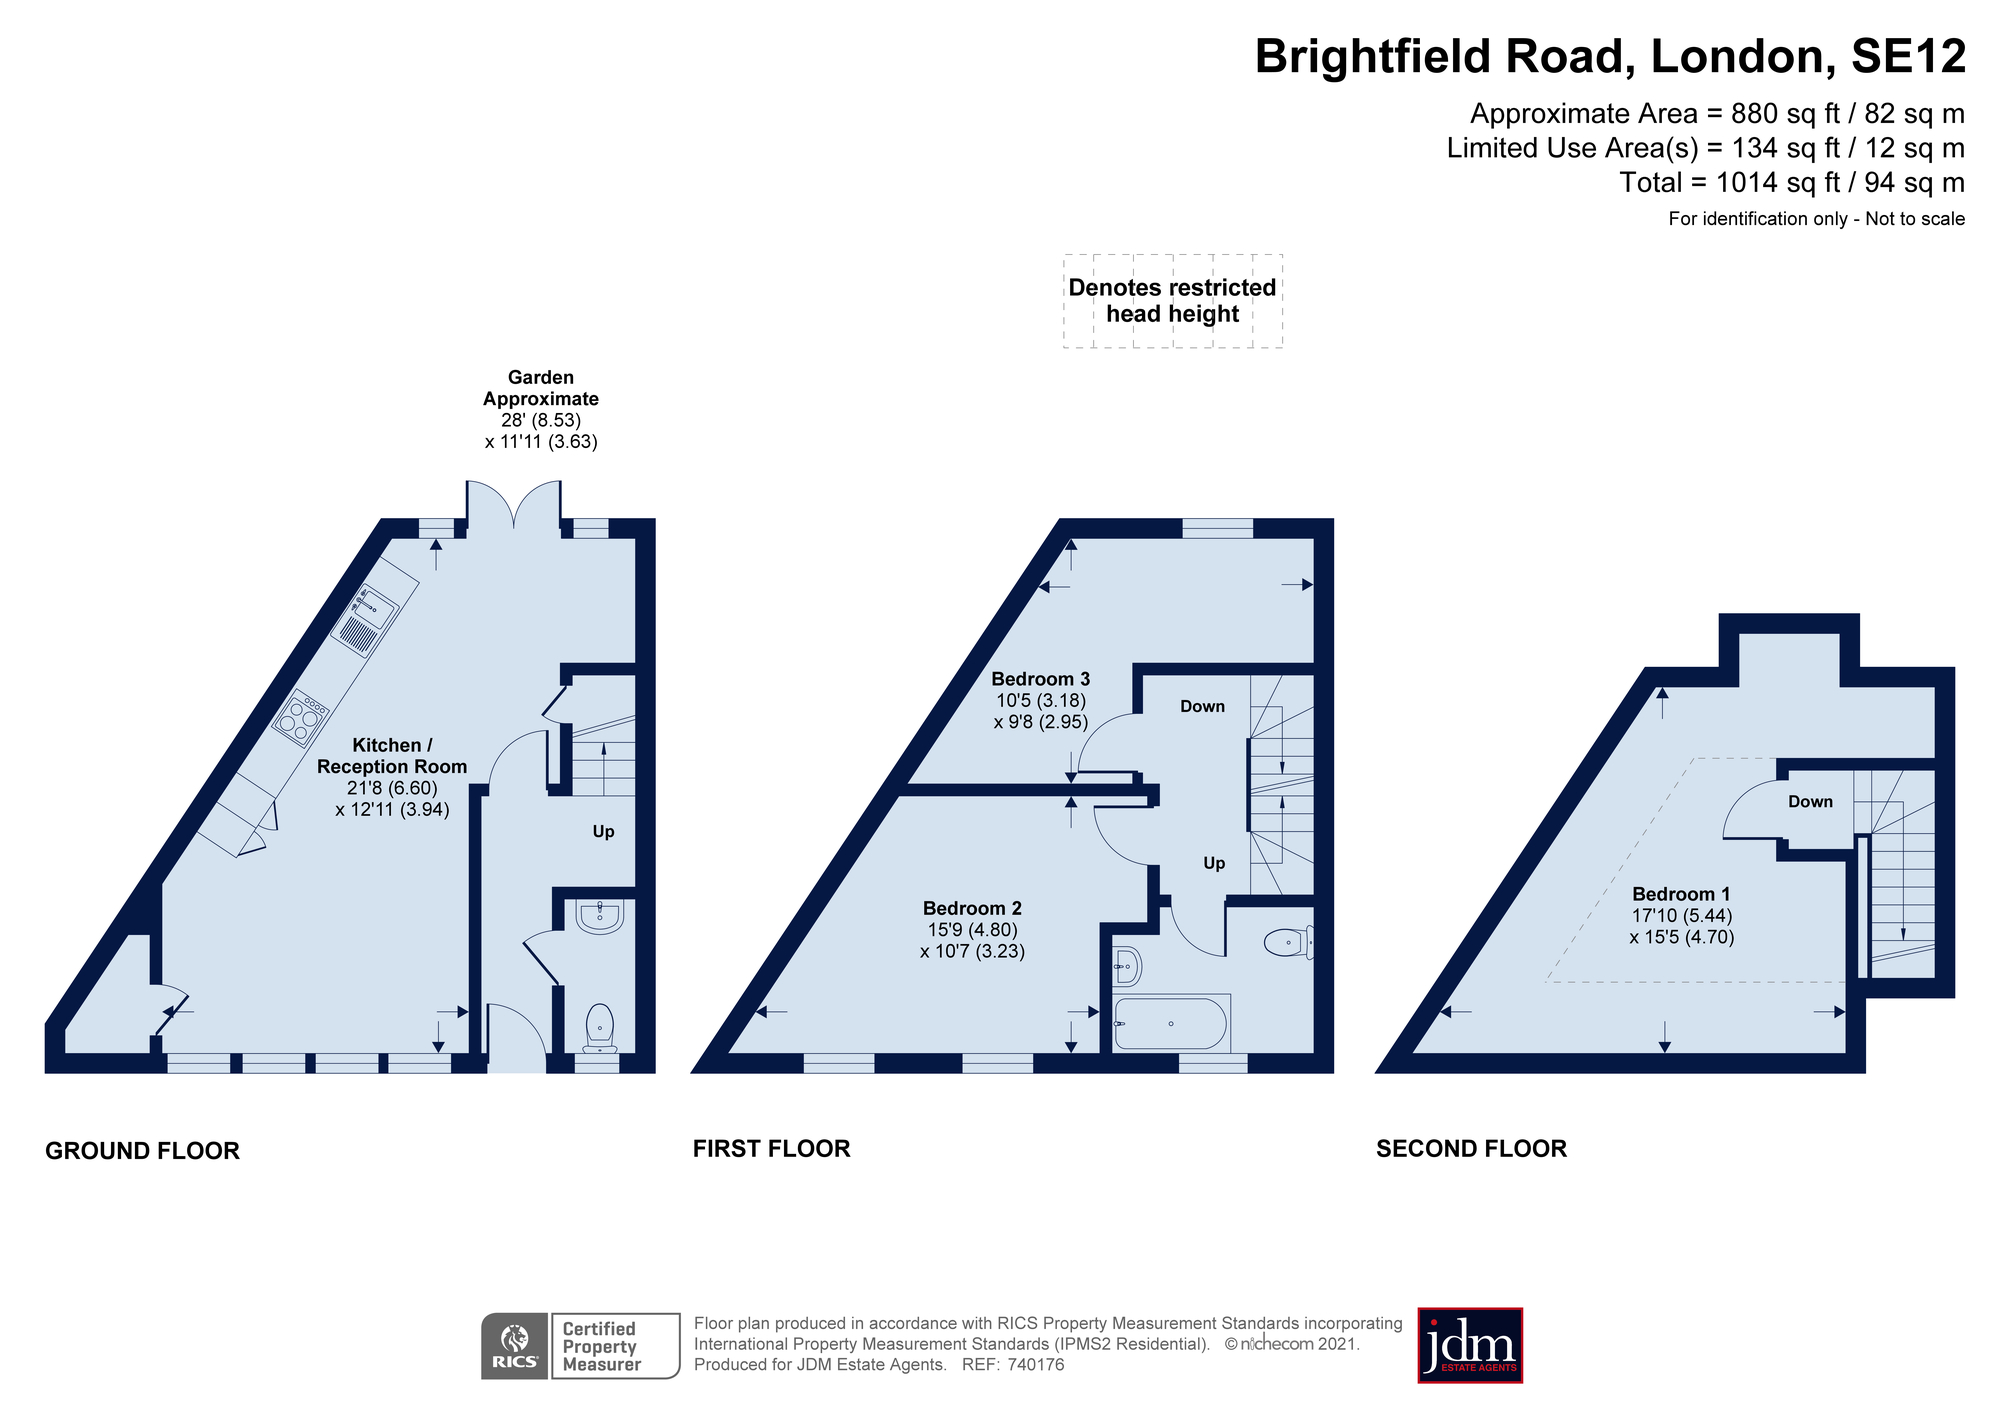 Brightfield Road, London, SE12
Approximate Area = 880 sq ft / 82 sq m
Limited Use Area(s) = 134 sq ft / 12 sq m
Total = 1014 sq ft / 94 sq m
For identification only - Not to scale
Denotes restricted
head height
Garden
Approximate
28' (8.53)
x 11'11 (3.63)
Kitchen /
Reception Room
21'8 (6.60)
x 12'11 (3.94)
Up
Bedroom 3
10'5 (3.18)
x 9'8 (2.95)
Down
Up
Bedroom 2
15'9 (4.80)
x 10'7 (3.23)
Down
Bedroom 1
17'10 (5.44)
x 15'5 (4.70)
GROUND FLOOR
FIRST FLOOR
SECOND FLOOR
RICS
Certified
Property
Measurer
Floor plan produced in accordance with RICS Property Measurement Standards incorporating
International Property Measurement Standards (IPMS2 Residential). © nichecom 2021.
Produced for JDM Estate Agents. REF: 740176
jdm
ESTATE AGENTS